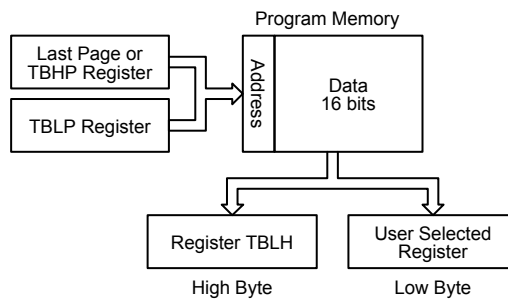 Program Memory
Last Page or
TBHP Register
TBLP Register
Address
Data
16 bits
Register TBLH
User Selected
Register
High Byte
Low Byte